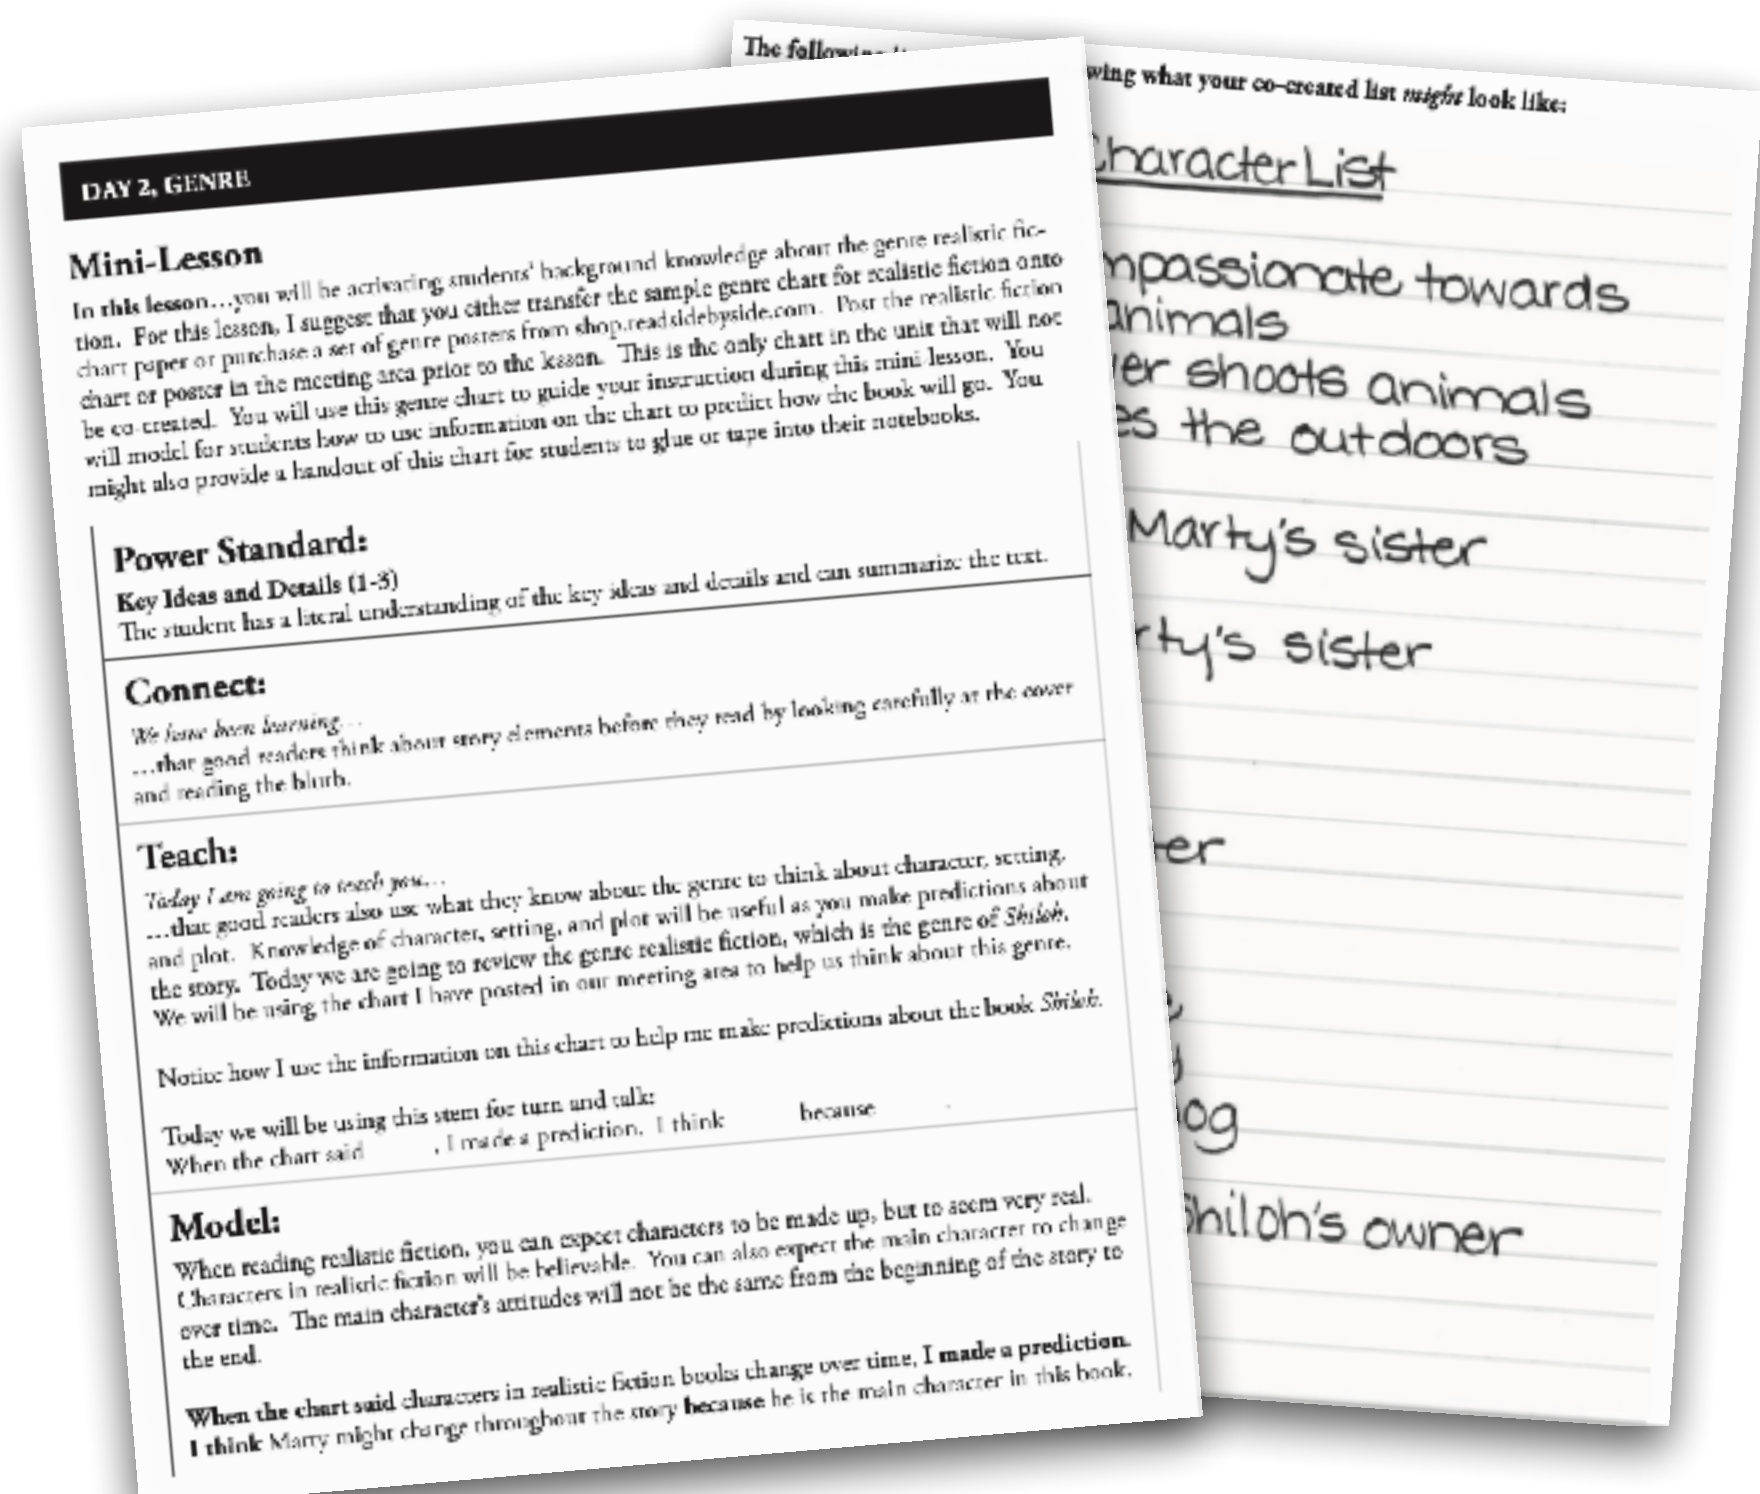 DAY 2, GENRE
Mini-Lesson
In this lesson…you will be activating students' background knowledge about the genre realistic fic-
tion. For this lesson, I suggest that you either transfer the sample genre chart for realistic fiction onto
chart paper or purchase a set of genre posters from shop.readsidebyside.com. Post the realistic fiction
chart or poster in the meeting area prior to the lesson. This is the only chart in the unit that will not
be co-created. You will use this genre chart to guide your instruction during this mini-lesson. You
will model for students how to use information on the chart to predict how the book will go. You
might also provide a handout of this chart for students to glue or tape into their notebooks.
Power Standard:
Key Ideas and Details (1-3)
The student has a literal understanding of the key ideas and details and can summarize the text.
Connect:
We have been learning…
…that good readers think about story elements before they read by looking carefully at the cover
and reading the blurb.
Teach:
Today I am going to teach you…
…that good readers also use what they know about the genre to think about character, setting,
and plot. Knowledge of character, setting, and plot will be useful as you make predictions about
the story. Today we are going to review the genre realistic fiction, which is the genre of Shiloh.
We will be using the chart I have posted in our meeting area to help us think about this genre.
Notice how I use the information on this chart to help me make predictions about the book Shiloh.
Today we will be using this stem for turn and talk:
When the chart said , I made a prediction. I think because .
Model:
When reading realistic fiction, you can expect characters to be made up, but to seem very real.
Characters in realistic fiction will be believable. You can also expect the main character to change
over time. The main character's attitudes will not be the same from the beginning of the story to
the end.
When the chart said characters in realistic fiction books change over time, I made a prediction.
I think Marty might change throughout the story because he is the main character in this book.
The following wing what your co-created list might look like:
Character List
mpassionate towards
animals
ver shoots animals
es the outdoors
Marty's sister
rty's sister
er
og
Shiloh's owner